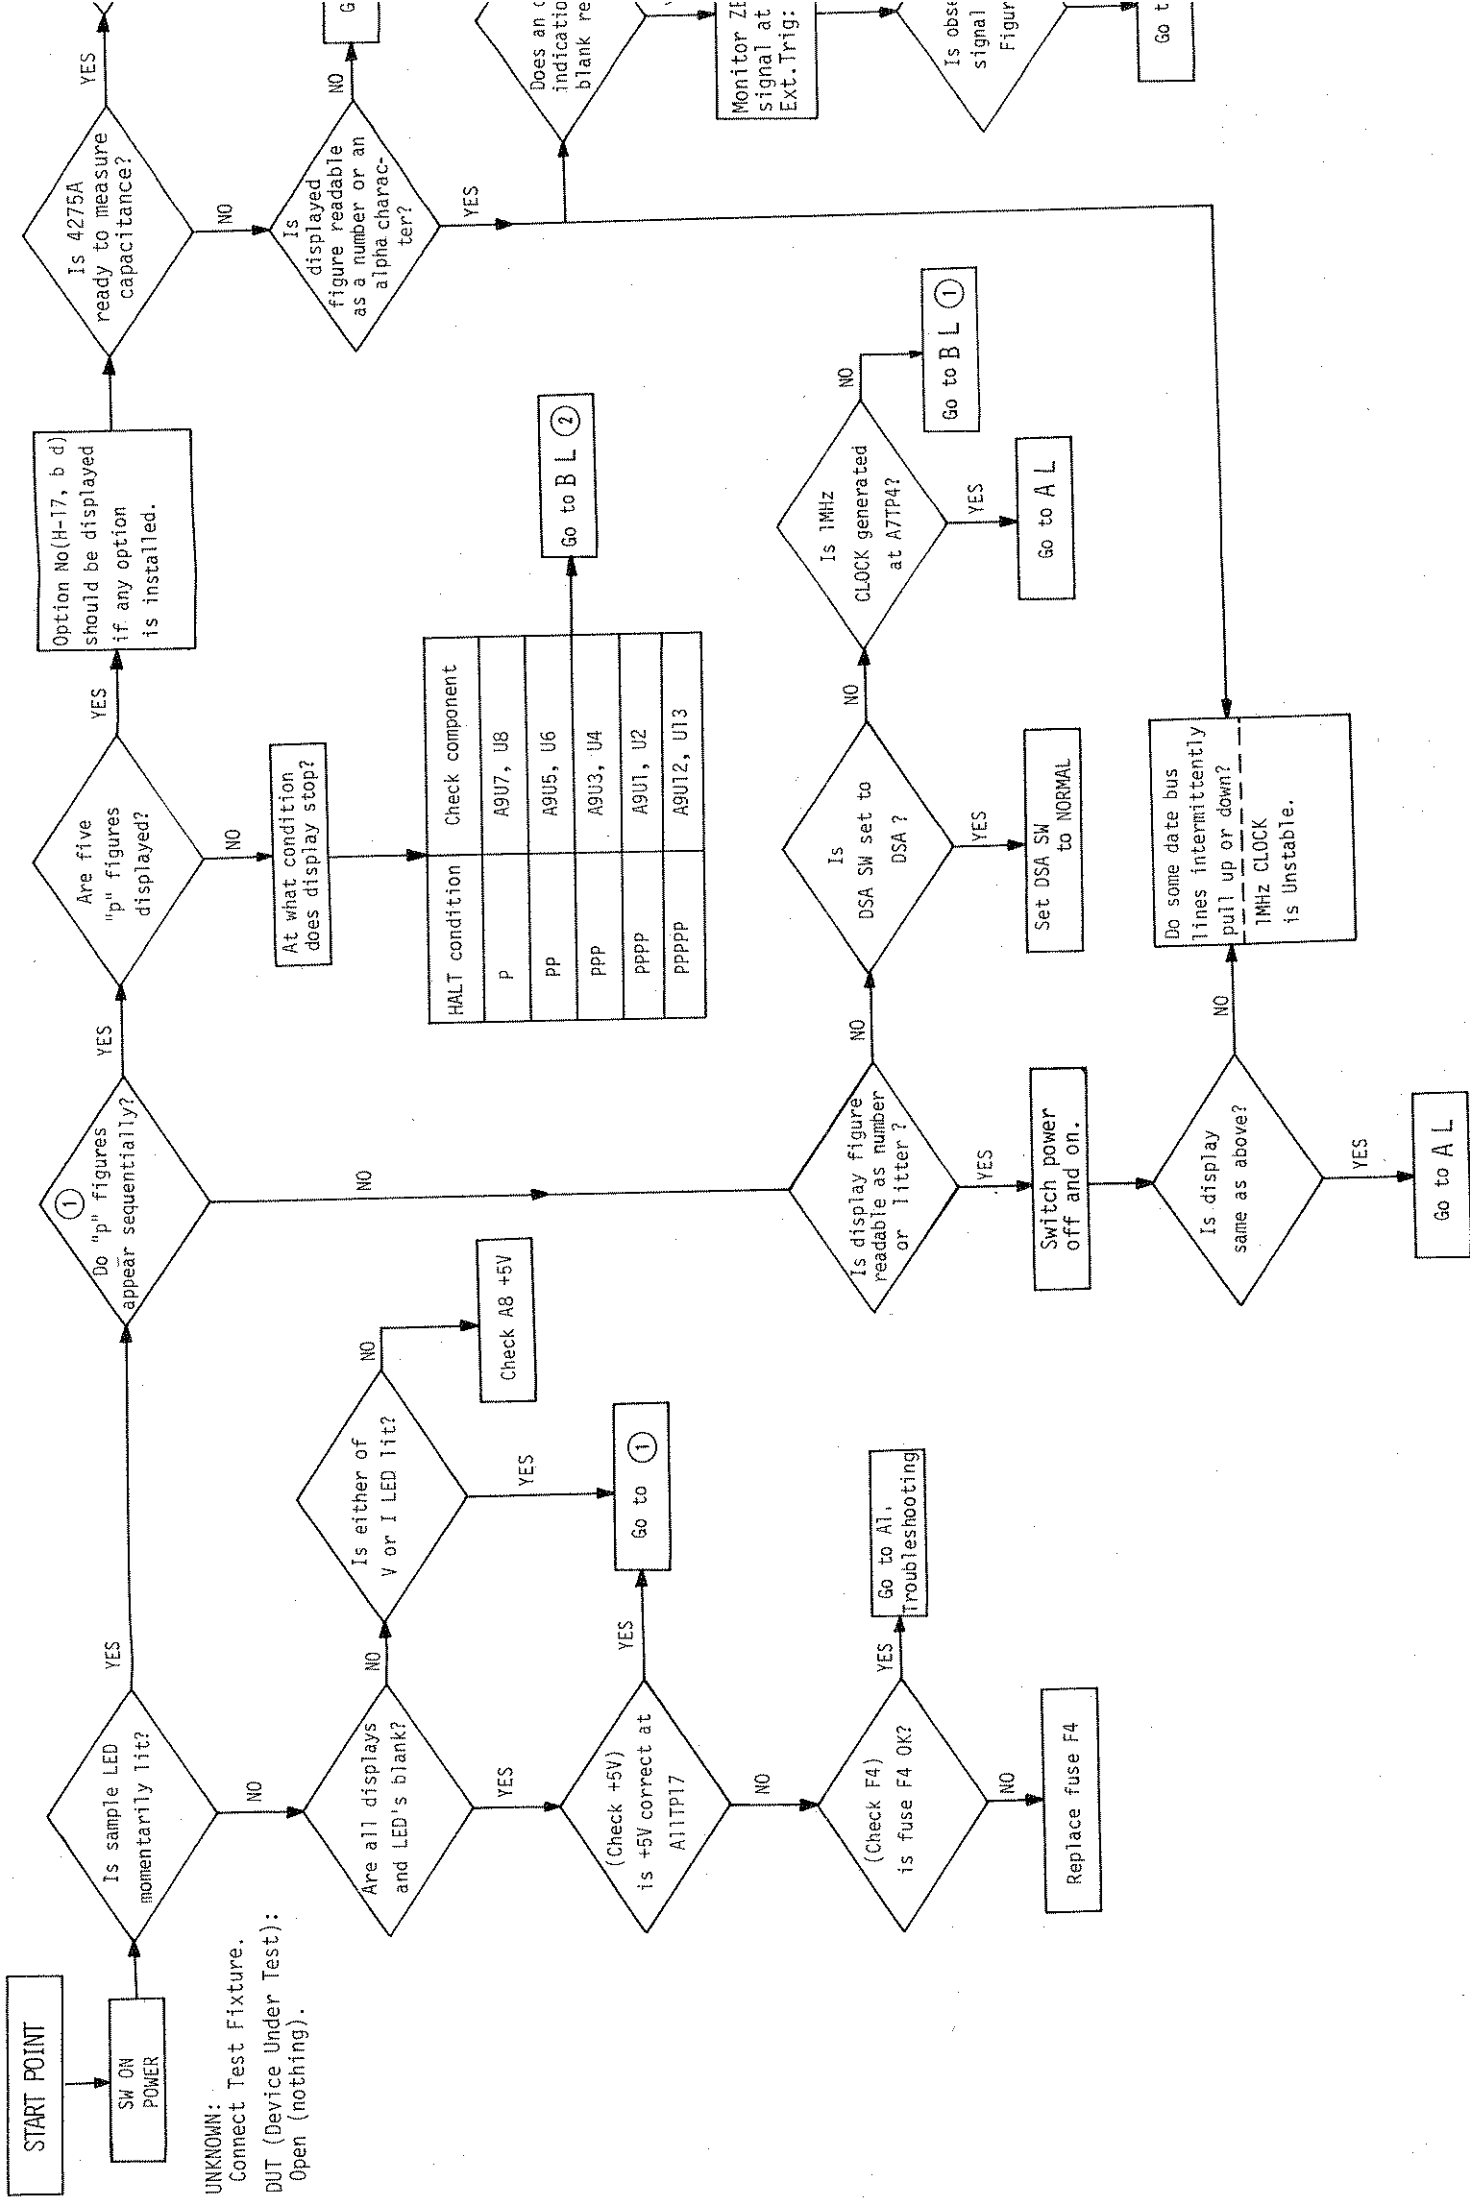 START POINT
SW ON
POWER
UNKNOWN:
Connect Test Fixture.
DUT (Device Under Test):
Open (nothing).
Is sample LED
momentarily lit?
YES
NO
Are all displays
and LED's blank?
NO
YES
Is either of
V or I LED lit?
NO
Check A8 +5V
YES
(Check +5V)
is +5V correct at
A11TP17
YES
Go to ①
NO
(Check F4)
is fuse F4 OK?
YES
Go to A1,
Troubleshooting
NO
Replace fuse F4
①
Do "p" figures
appear sequentially?
YES
NO
Are five
"p" figures
displayed?
YES
NO
At what condition
does display stop?
HALT condition Check component
P A9U7, U8
PP A9U5, U6
PPP A9U3, U4
PPPP A9U1, U2
PPPPP A9U12, U13
Go to B L ②
Option No(H-17, b d)
should be displayed
if any option
is installed.
Is 4275A
ready to measure
capacitance?
YES
NO
Is
displayed
figure readable
as a number or an
alpha charac-
ter?
NO
G
YES
Does an
indication
blank re
Monitor ZE
signal at
Ext.Trig:
Is obse
signal
Figur
Go t
Is display figure
readable as number
or litter ?
NO
YES
Is
DSA SW set to
DSA ?
NO
YES
Set DSA SW
to NORMAL
Is 1MHz
CLOCK generated
at A7TP4?
NO
Go to B L ①
YES
Go to A L
Switch power
off and on.
Is display
same as above?
NO
YES
Go to A L
Do some date bus
lines intermittently
pull up or down?
1MHz CLOCK
is Unstable.